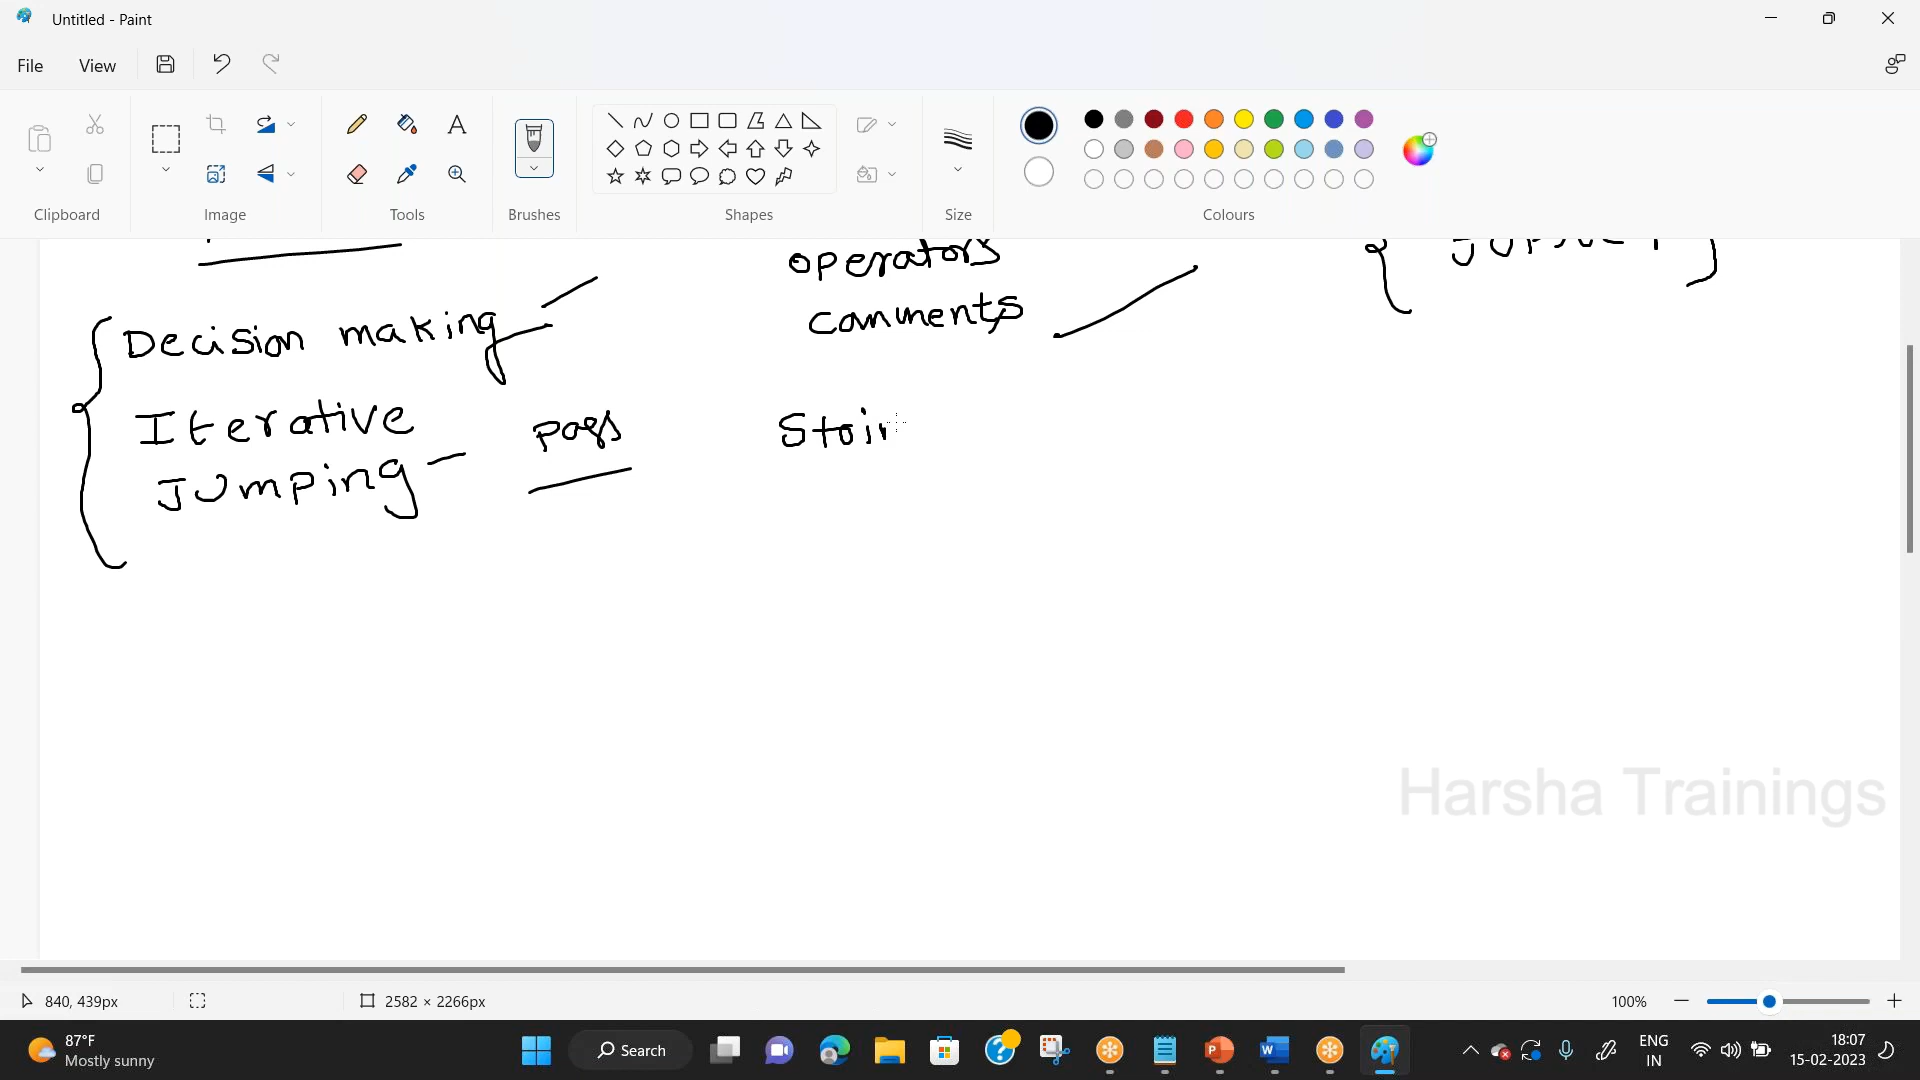 Untitled - Paint
File
View
Clipboard
Image
Tools
Brushes
Shapes
Size
Colours
operators
comments
Decision making
Iterative
Jumping
pass
Harsha Trainings
840, 439px
2582 × 2266px
100%
87°F
Mostly sunny
Search
ENG
IN
18:07
15-02-2023